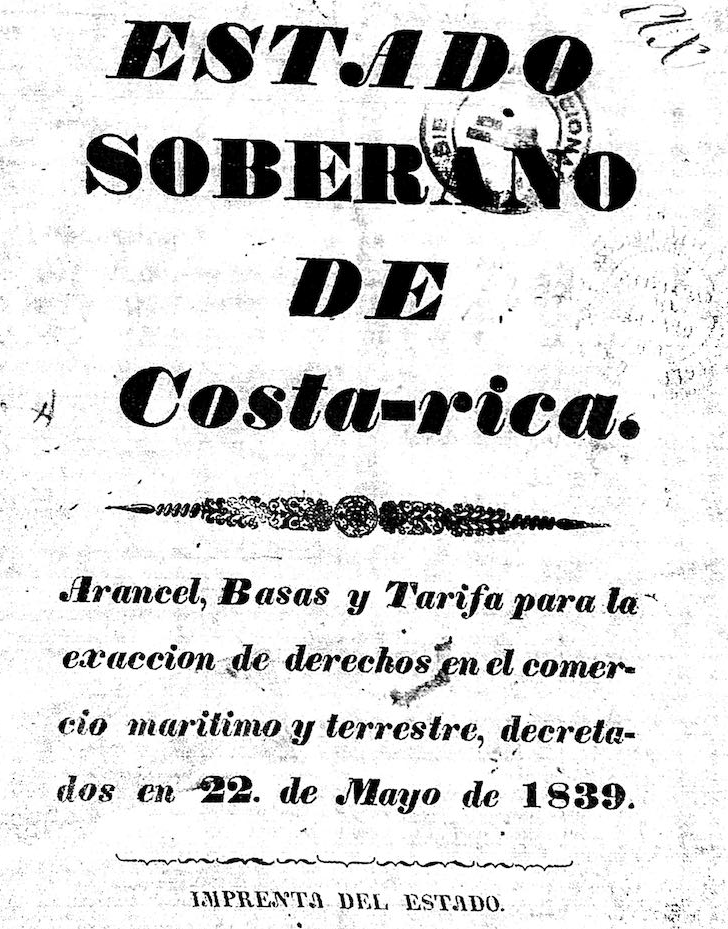 ESTADO
SOBERANO
DE
Costa-rica.
Arancel, Basas y Tarifa para la
exaccion de derechos en el comer-
cio maritimo y terrestre, decreta-
dos en 22. de Mayo de 1839.
IMPRENTA DEL ESTADO.